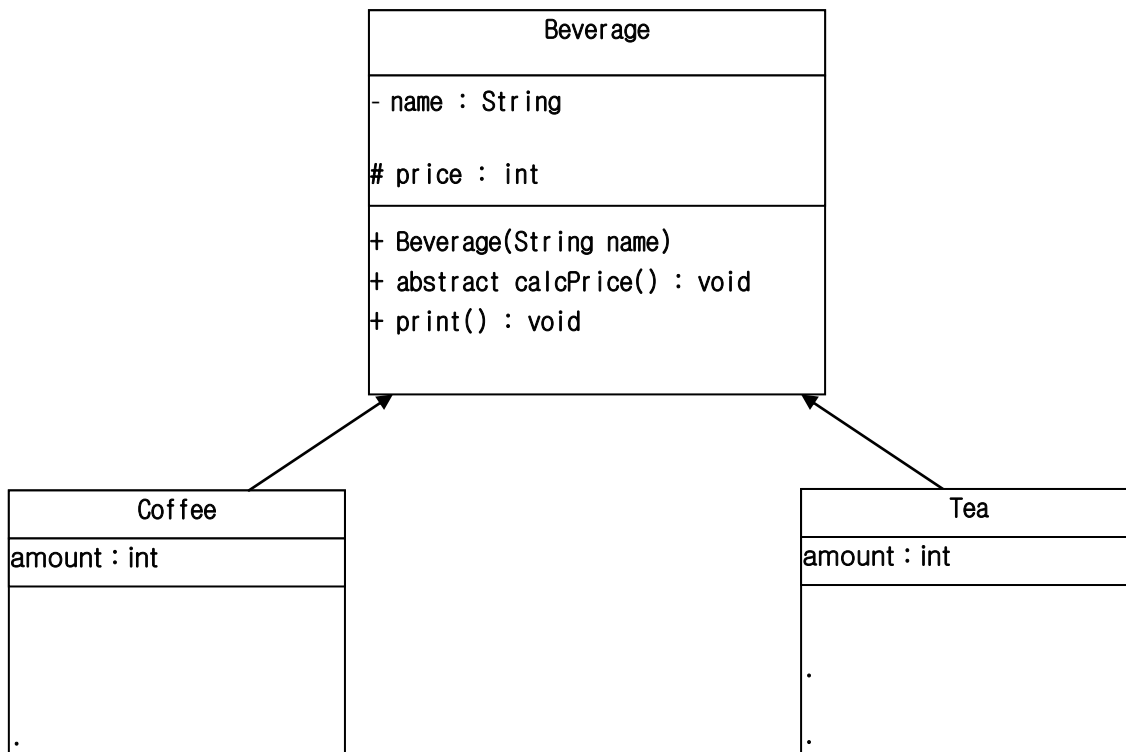 Beverage
- name : String
# price : int
+ Beverage(String name)
+ abstract calcPrice() : void
+ print() : void
Coffee
amount : int
.
Tea
amount : int
.
.